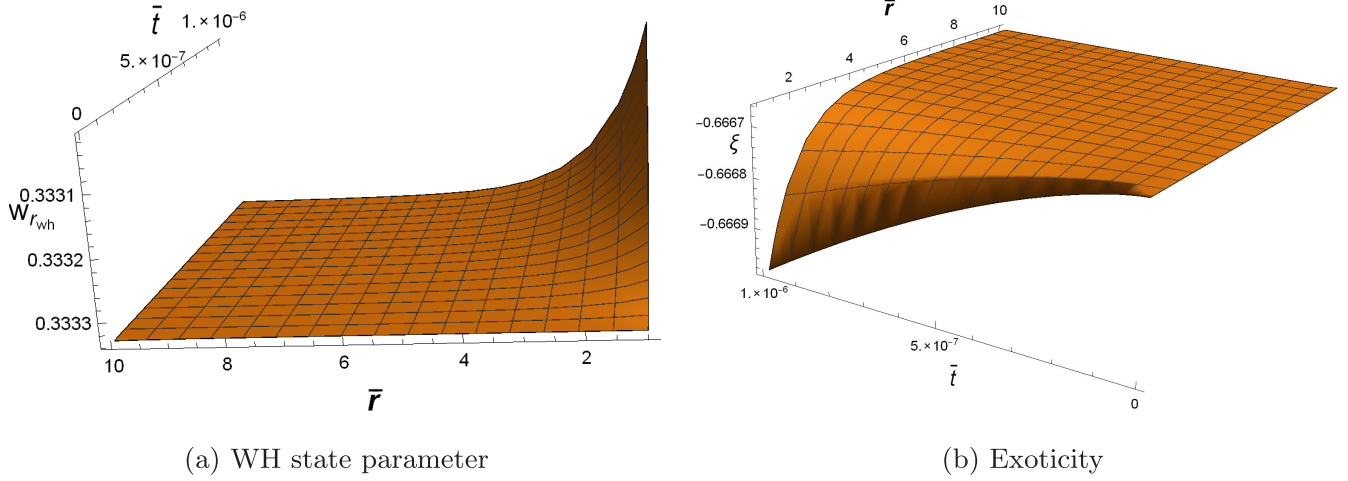 t̄
1.×10⁻⁶
5.×10⁻⁷
0
0.3331
w_{r_{wh}}
0.3332
0.3333
10
8
6
4
2
r̄
(a) WH state parameter
r̄
10
8
6
4
2
−0.6667
ξ
−0.6668
−0.6669
1.×10⁻⁶
5.×10⁻⁷
t̄
0
(b) Exoticity